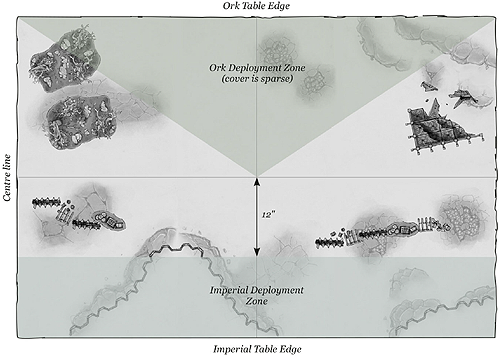 Ork Table Edge
Ork Deployment Zone
(cover is sparse)
Centre line
12"
Imperial Deployment
Zone
Imperial Table Edge